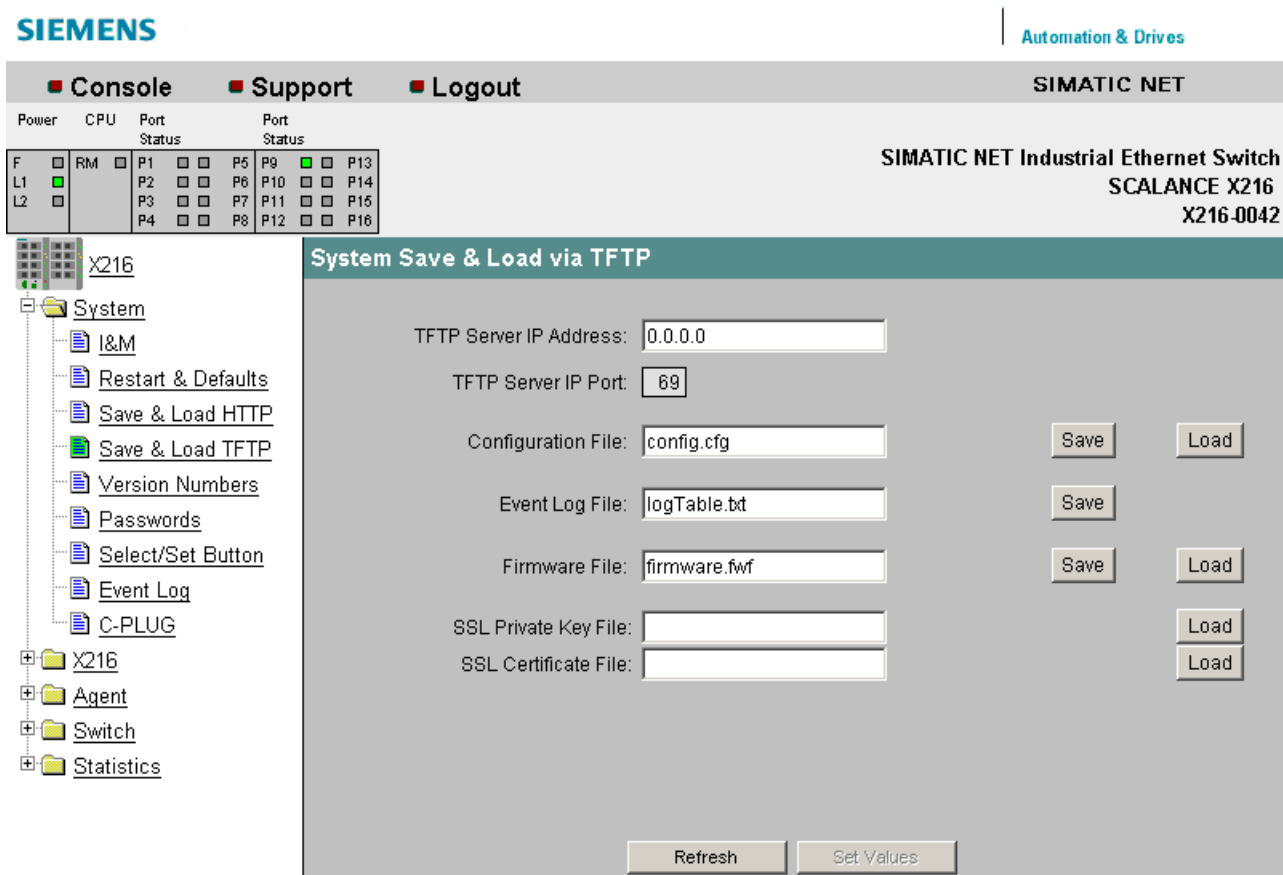 SIEMENS
Automation & Drives
Console Support Logout SIMATIC NET
Power CPU Port Status Port Status
F RM P1 P5 P9 P13
L1 P2 P6 P10 P14
L2 P3 P7 P11 P15
P4 P8 P12 P16
SIMATIC NET Industrial Ethernet Switch
SCALANCE X216
X216-0042
X216
System
I&M
Restart & Defaults
Save & Load HTTP
Save & Load TFTP
Version Numbers
Passwords
Select/Set Button
Event Log
C-PLUG
X216
Agent
Switch
Statistics
System Save & Load via TFTP
TFTP Server IP Address: 0.0.0.0
TFTP Server IP Port: 69
Configuration File: config.cfg Save Load
Event Log File: logTable.txt Save
Firmware File: firmware.fwf Save Load
SSL Private Key File: Load
SSL Certificate File: Load
Refresh Set Values